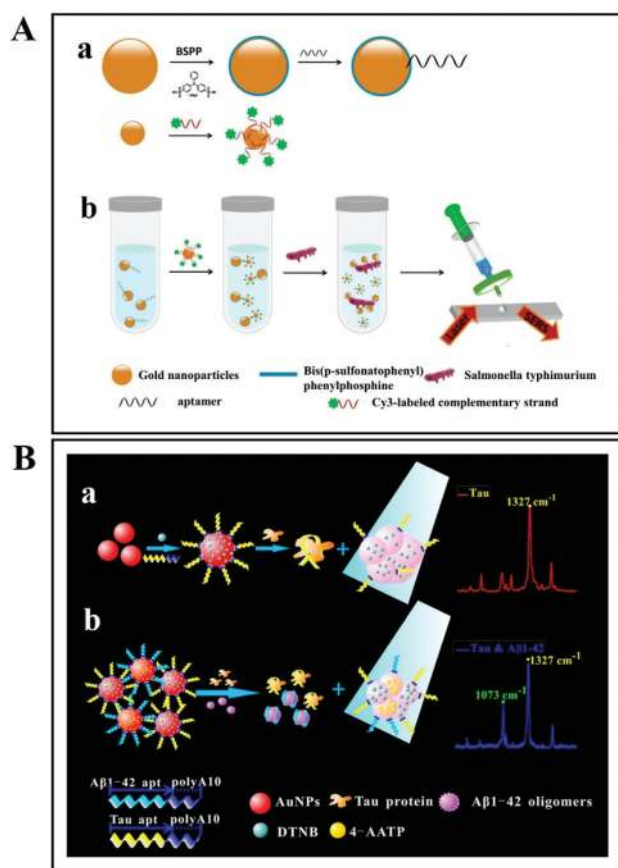 A
a
BSPP
b
Laser
SERS
Gold nanoparticles
Bis(p-sulfonatophenyl)
phenylphosphine
Salmonella typhimurium
aptamer
Cy3-labeled complementary strand
B
a
Tau
1327 cm-1
b
Tau & Aβ1-42
1327 cm-1
1073 cm-1
Aβ1-42 apt polyA10
Tau apt polyA10
AuNPs
Tau protein
Aβ1-42 oligomers
DTNB
4-AATP